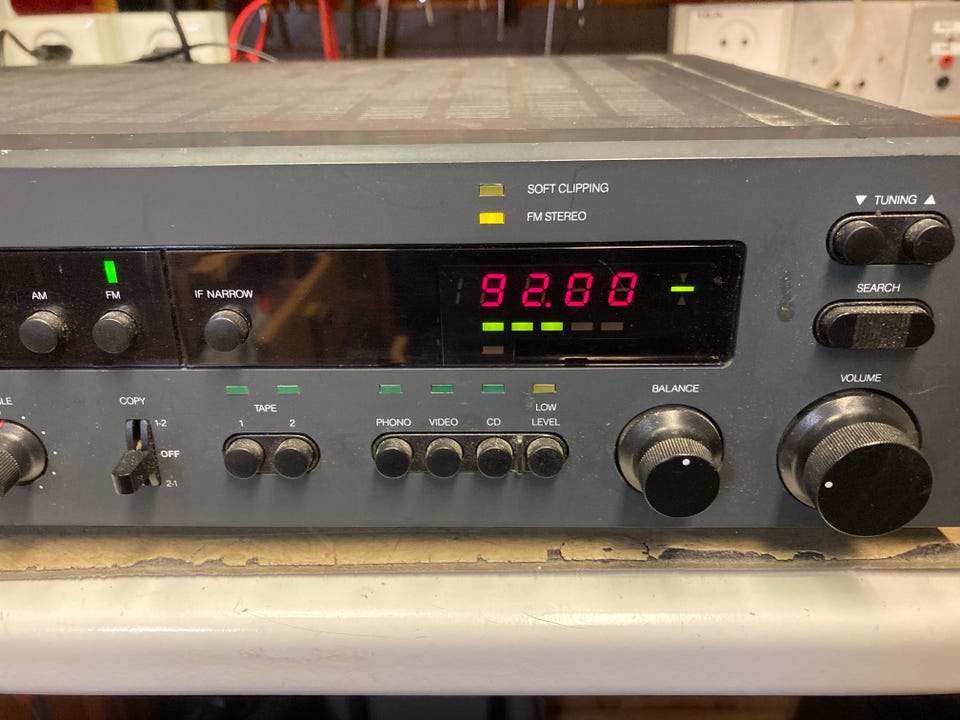 SOFT CLIPPING
FM STEREO
▼ TUNING ▲
AM
FM
IF NARROW
92.00
SEARCH
COPY
1-2
OFF
2-1
TAPE
1 2
PHONO VIDEO CD
LOW
LEVEL
BALANCE
VOLUME